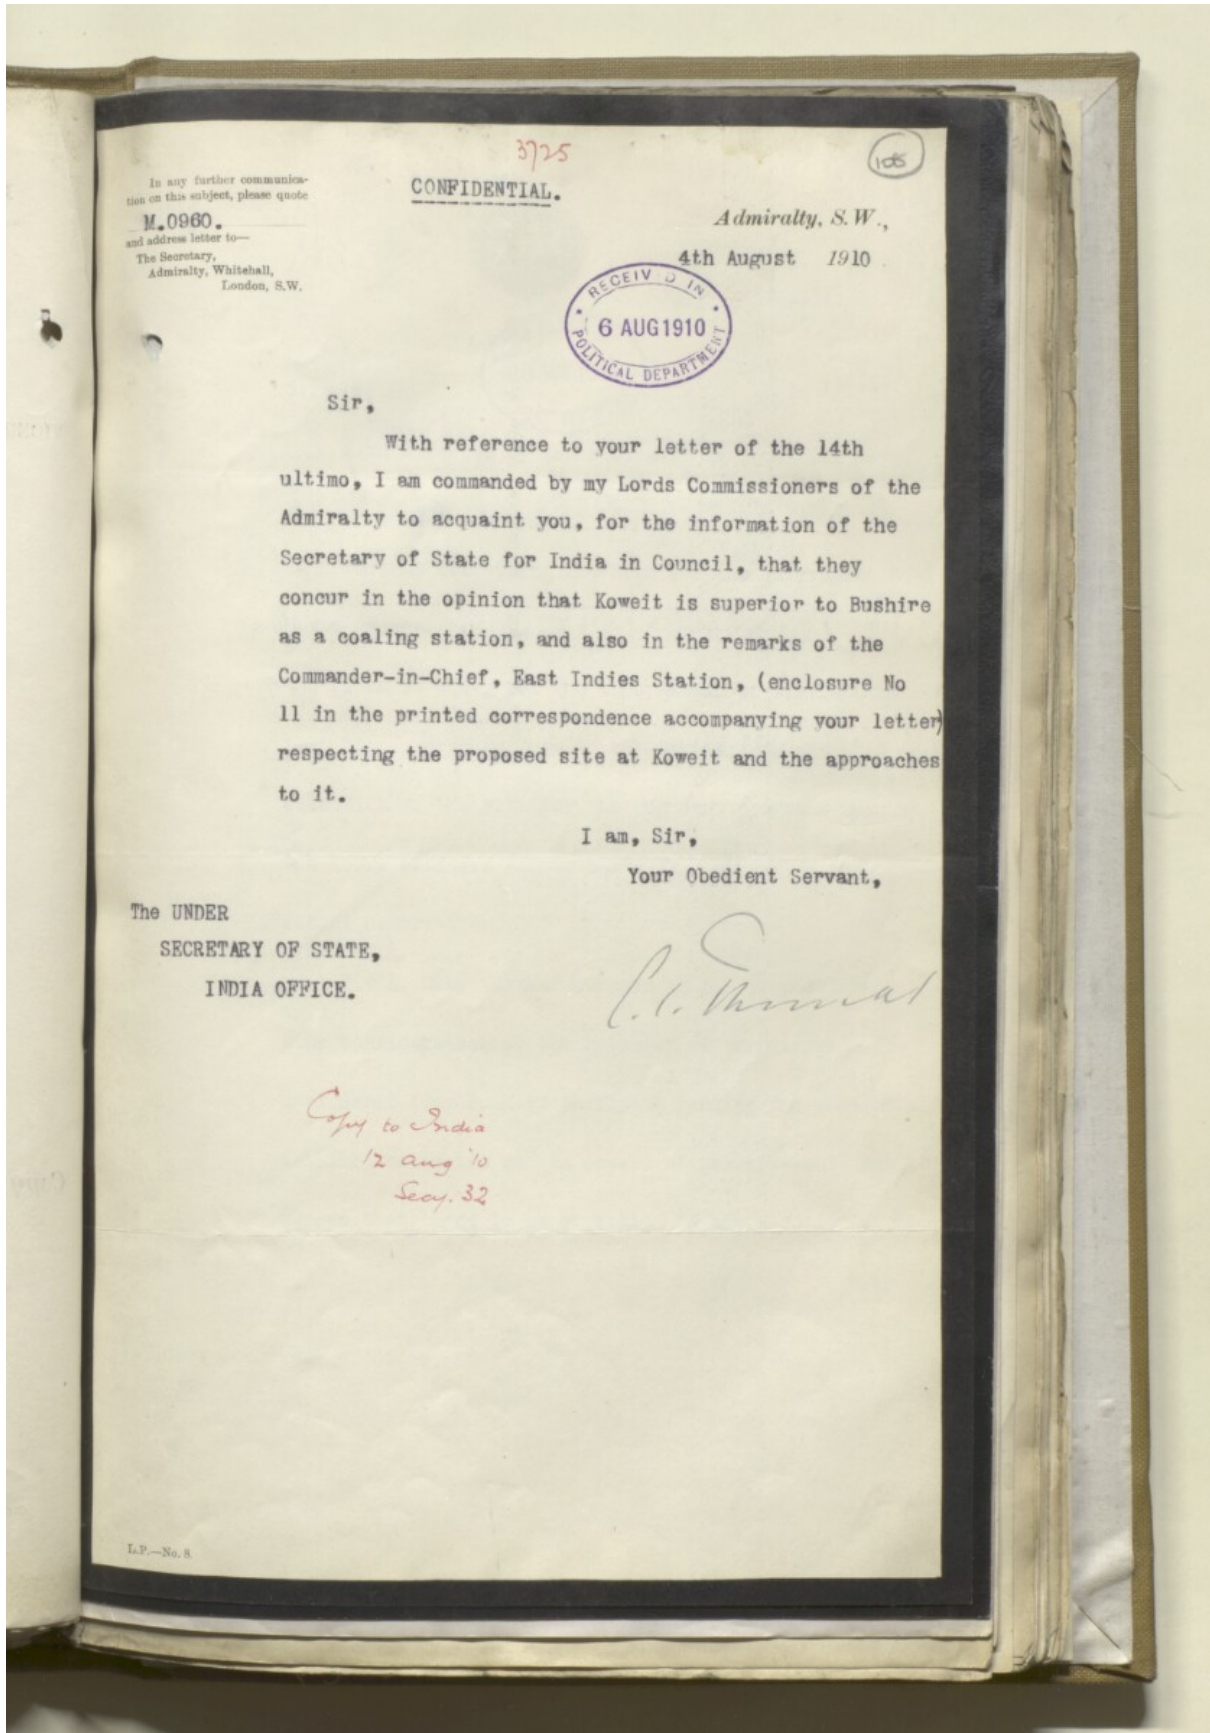 3725
105
In any further communica-
tion on this subject, please quote
M.0960.
and address letter to—
The Secretary,
Admiralty, Whitehall,
London, S.W.
CONFIDENTIAL.
Admiralty, S.W.,
4th August 1910
RECEIVED IN
6 AUG 1910
POLITICAL DEPARTMENT
Sir,
With reference to your letter of the 14th
ultimo, I am commanded by my Lords Commissioners of the
Admiralty to acquaint you, for the information of the
Secretary of State for India in Council, that they
concur in the opinion that Koweit is superior to Bushire
as a coaling station, and also in the remarks of the
Commander-in-Chief, East Indies Station, (enclosure No
11 in the printed correspondence accompanying your letter)
respecting the proposed site at Koweit and the approaches
to it.
I am, Sir,
Your Obedient Servant,
The UNDER
SECRETARY OF STATE,
INDIA OFFICE.
Copy to India
12 Aug '10
Secy. 32
L.P.—No. 8.